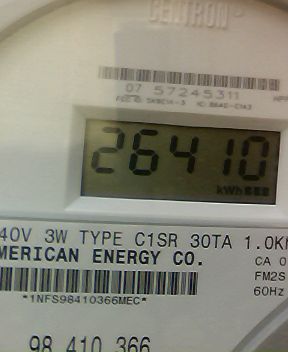 CENTRON
07 57245311
26410
kWh
40V 3W TYPE C1SR 30TA 1.0K
MERICAN ENERGY CO.
CA 0
FM2S
60Hz
*1NFS98410366MEC*
98 410 366